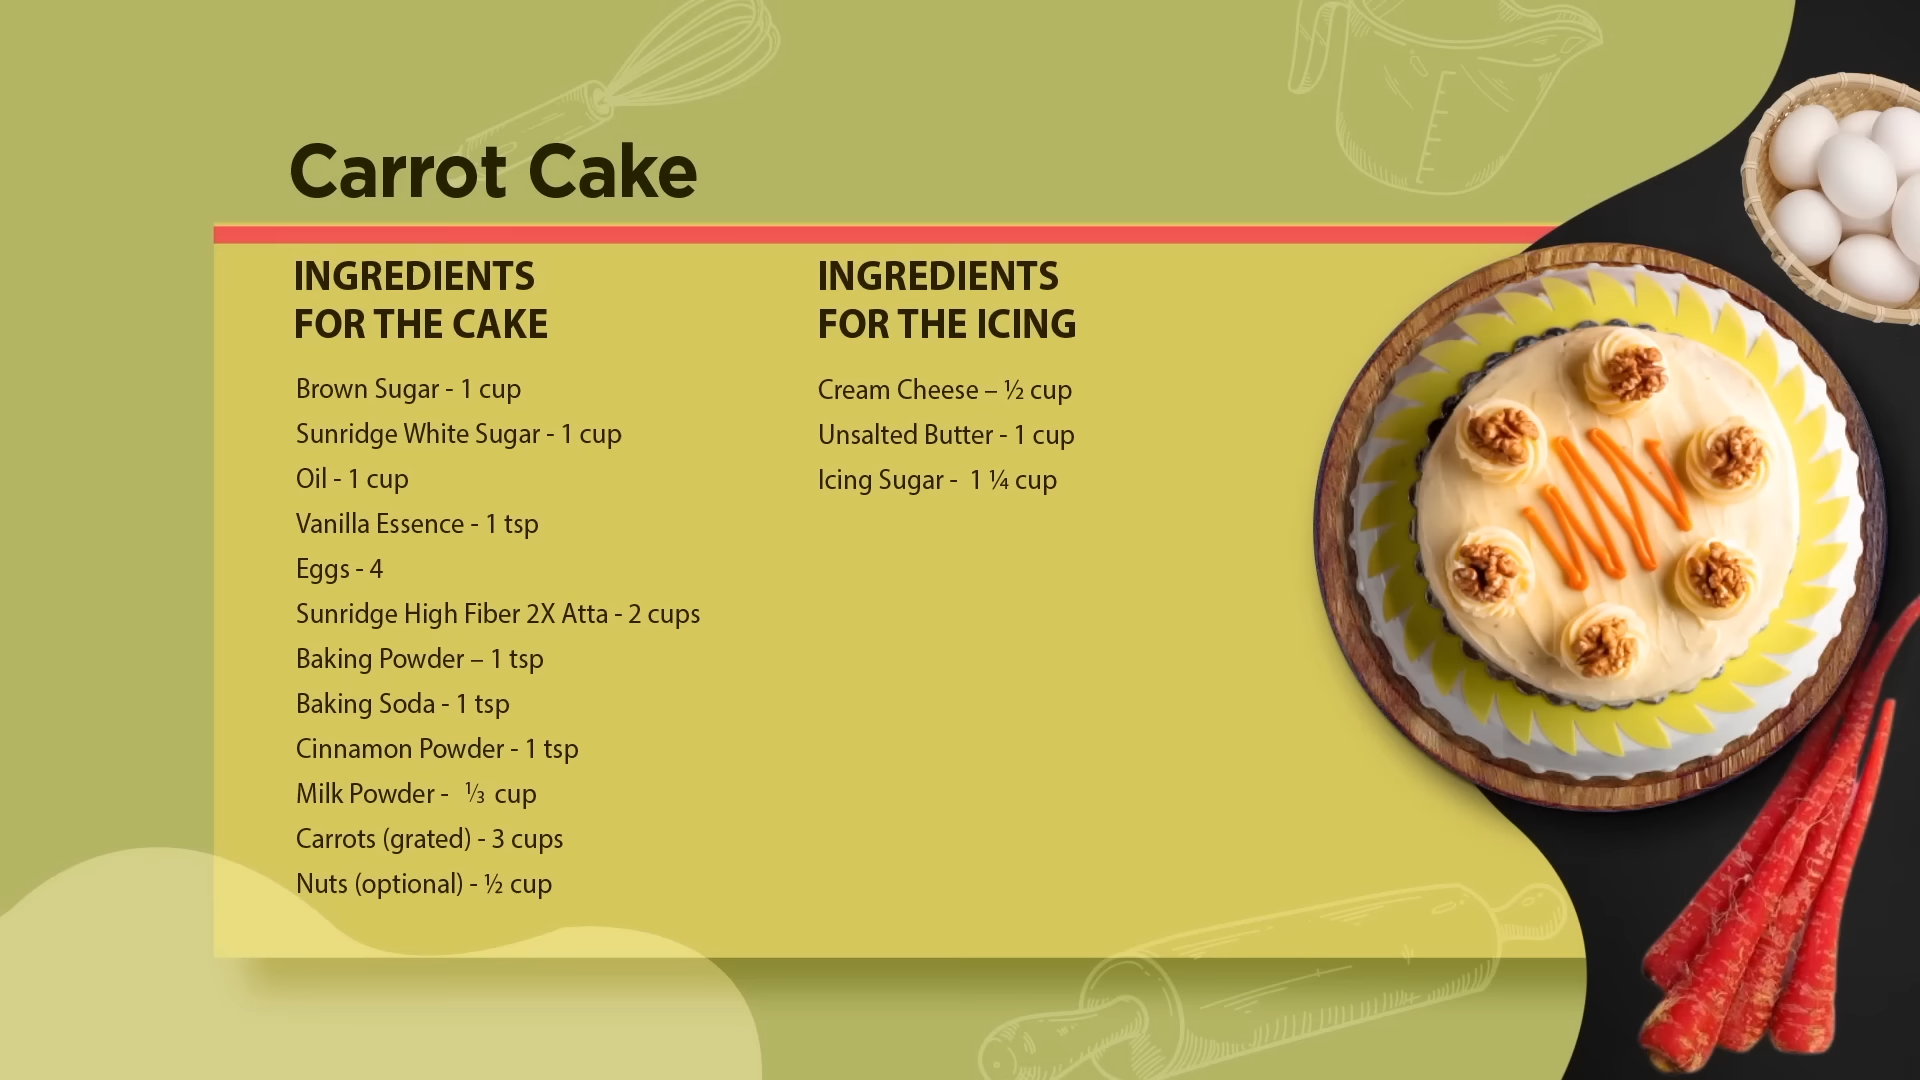 Carrot Cake
INGREDIENTS
FOR THE CAKE
Brown Sugar - 1 cup
Sunridge White Sugar - 1 cup
Oil - 1 cup
Vanilla Essence - 1 tsp
Eggs - 4
Sunridge High Fiber 2X Atta - 2 cups
Baking Powder – 1 tsp
Baking Soda - 1 tsp
Cinnamon Powder - 1 tsp
Milk Powder - ⅓ cup
Carrots (grated) - 3 cups
Nuts (optional) - ½ cup
INGREDIENTS
FOR THE ICING
Cream Cheese – ½ cup
Unsalted Butter - 1 cup
Icing Sugar - 1 ¼ cup